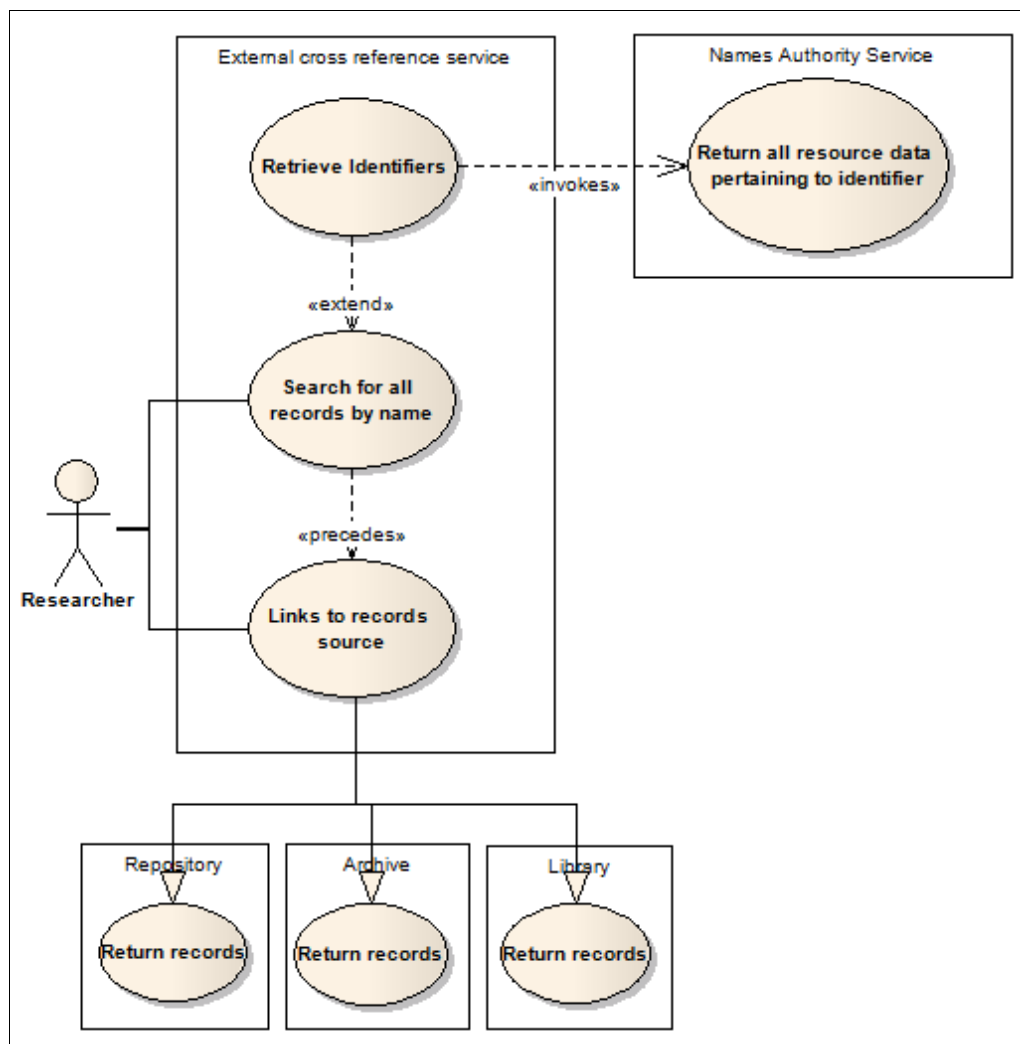 External cross reference service
Names Authority Service
Retrieve Identifiers
Return all resource data
pertaining to identifier
«invokes»
«extend»
Search for all
records by name
«precedes»
Researcher
Links to records
source
Repository
Archive
Library
Return records
Return records
Return records